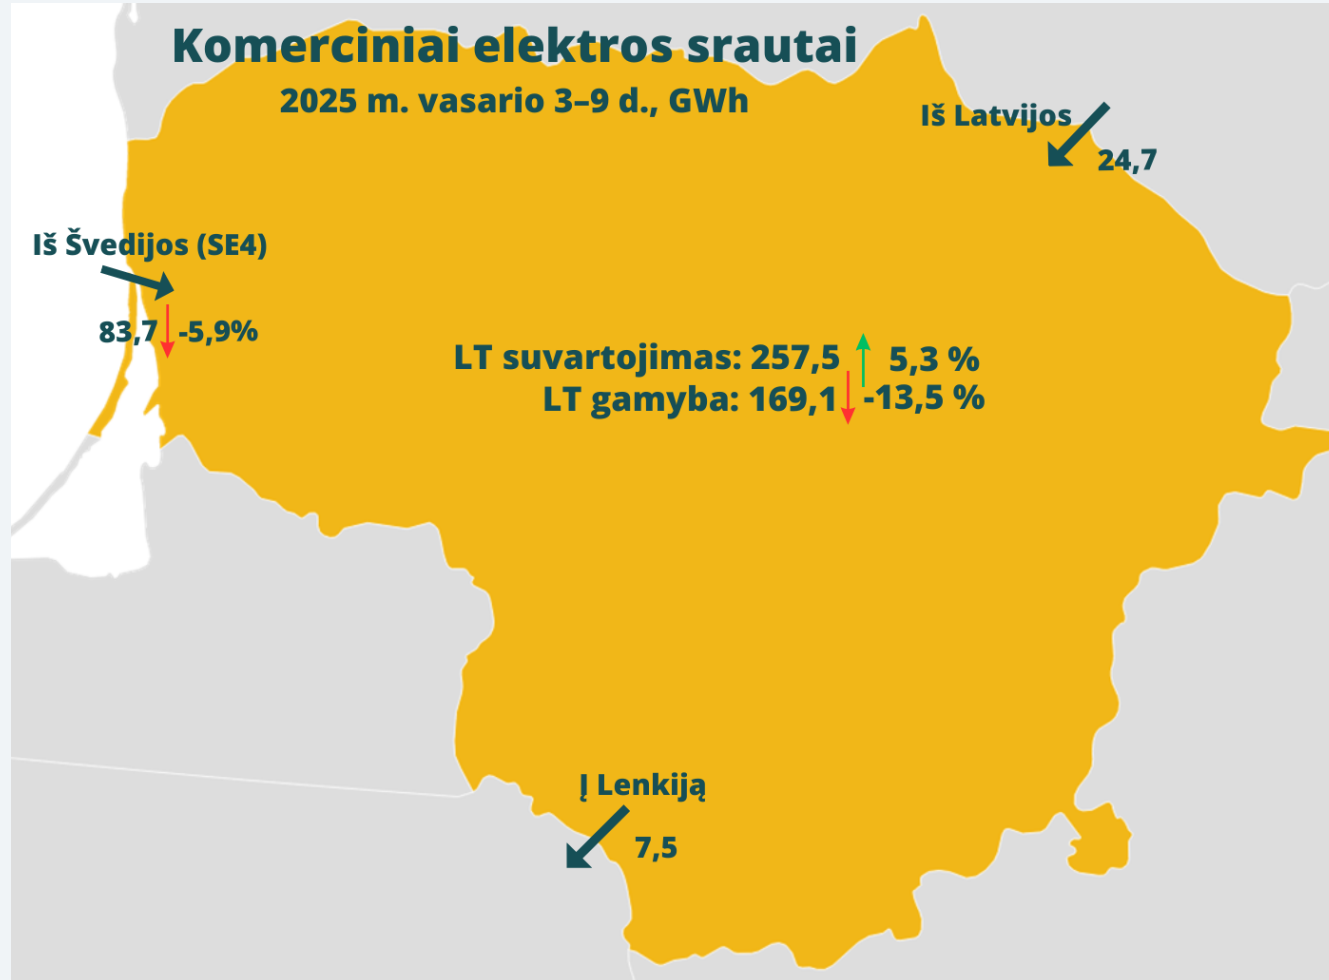 Komerciniai elektros srautai
2025 m. vasario 3–9 d., GWh
Iš Latvijos
24,7
Iš Švedijos (SE4)
83,7 -5,9%
LT suvartojimas: 257,5 5,3 %
LT gamyba: 169,1 -13,5 %
Į Lenkiją
7,5